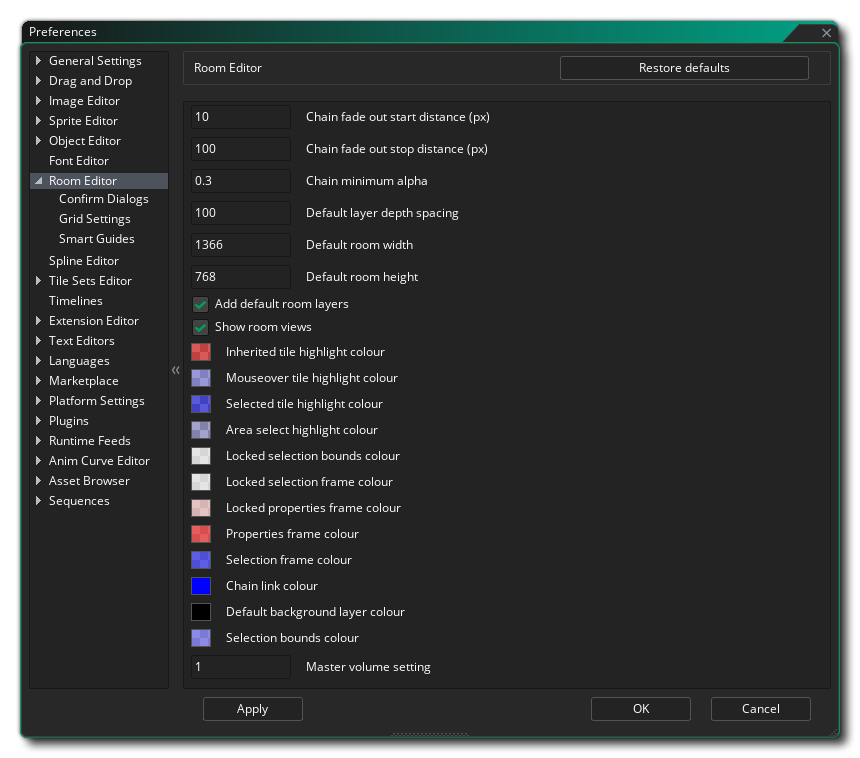 Preferences
General Settings
Drag and Drop
Image Editor
Sprite Editor
Object Editor
Font Editor
Room Editor
Confirm Dialogs
Grid Settings
Smart Guides
Spline Editor
Tile Sets Editor
Timelines
Extension Editor
Text Editors
Languages
Marketplace
Platform Settings
Plugins
Runtime Feeds
Anim Curve Editor
Asset Browser
Sequences
Room Editor Restore defaults
10 Chain fade out start distance (px)
100 Chain fade out stop distance (px)
0.3 Chain minimum alpha
100 Default layer depth spacing
1366 Default room width
768 Default room height
Add default room layers
Show room views
Inherited tile highlight colour
Mouseover tile highlight colour
Selected tile highlight colour
Area select highlight colour
Locked selection bounds colour
Locked selection frame colour
Locked properties frame colour
Properties frame colour
Selection frame colour
Chain link colour
Default background layer colour
Selection bounds colour
1 Master volume setting
Apply OK Cancel